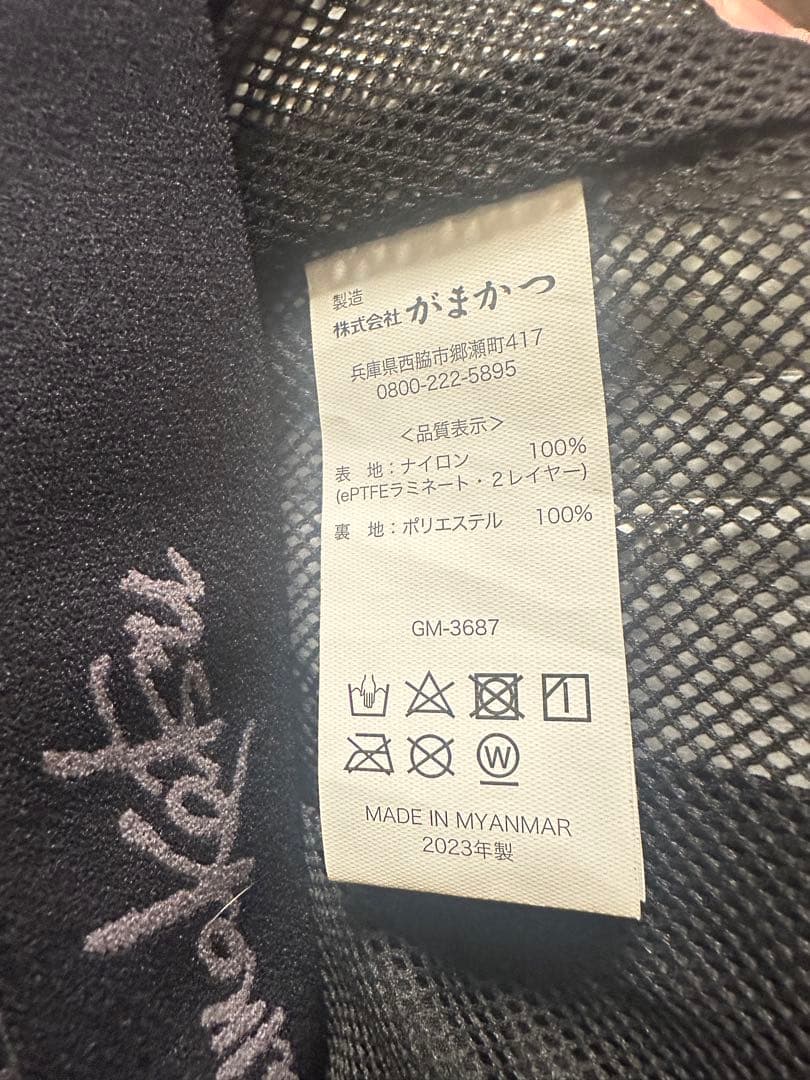 製造
株式会社 がまかつ
兵庫県西脇市郷瀬町417
0800-222-5895
<品質表示>
表 地：ナイロン 100%
(ePTFEラミネート・2レイヤー)
裏 地：ポリエステル 100%
GM-3687
W
MADE IN MYANMAR
2023年製